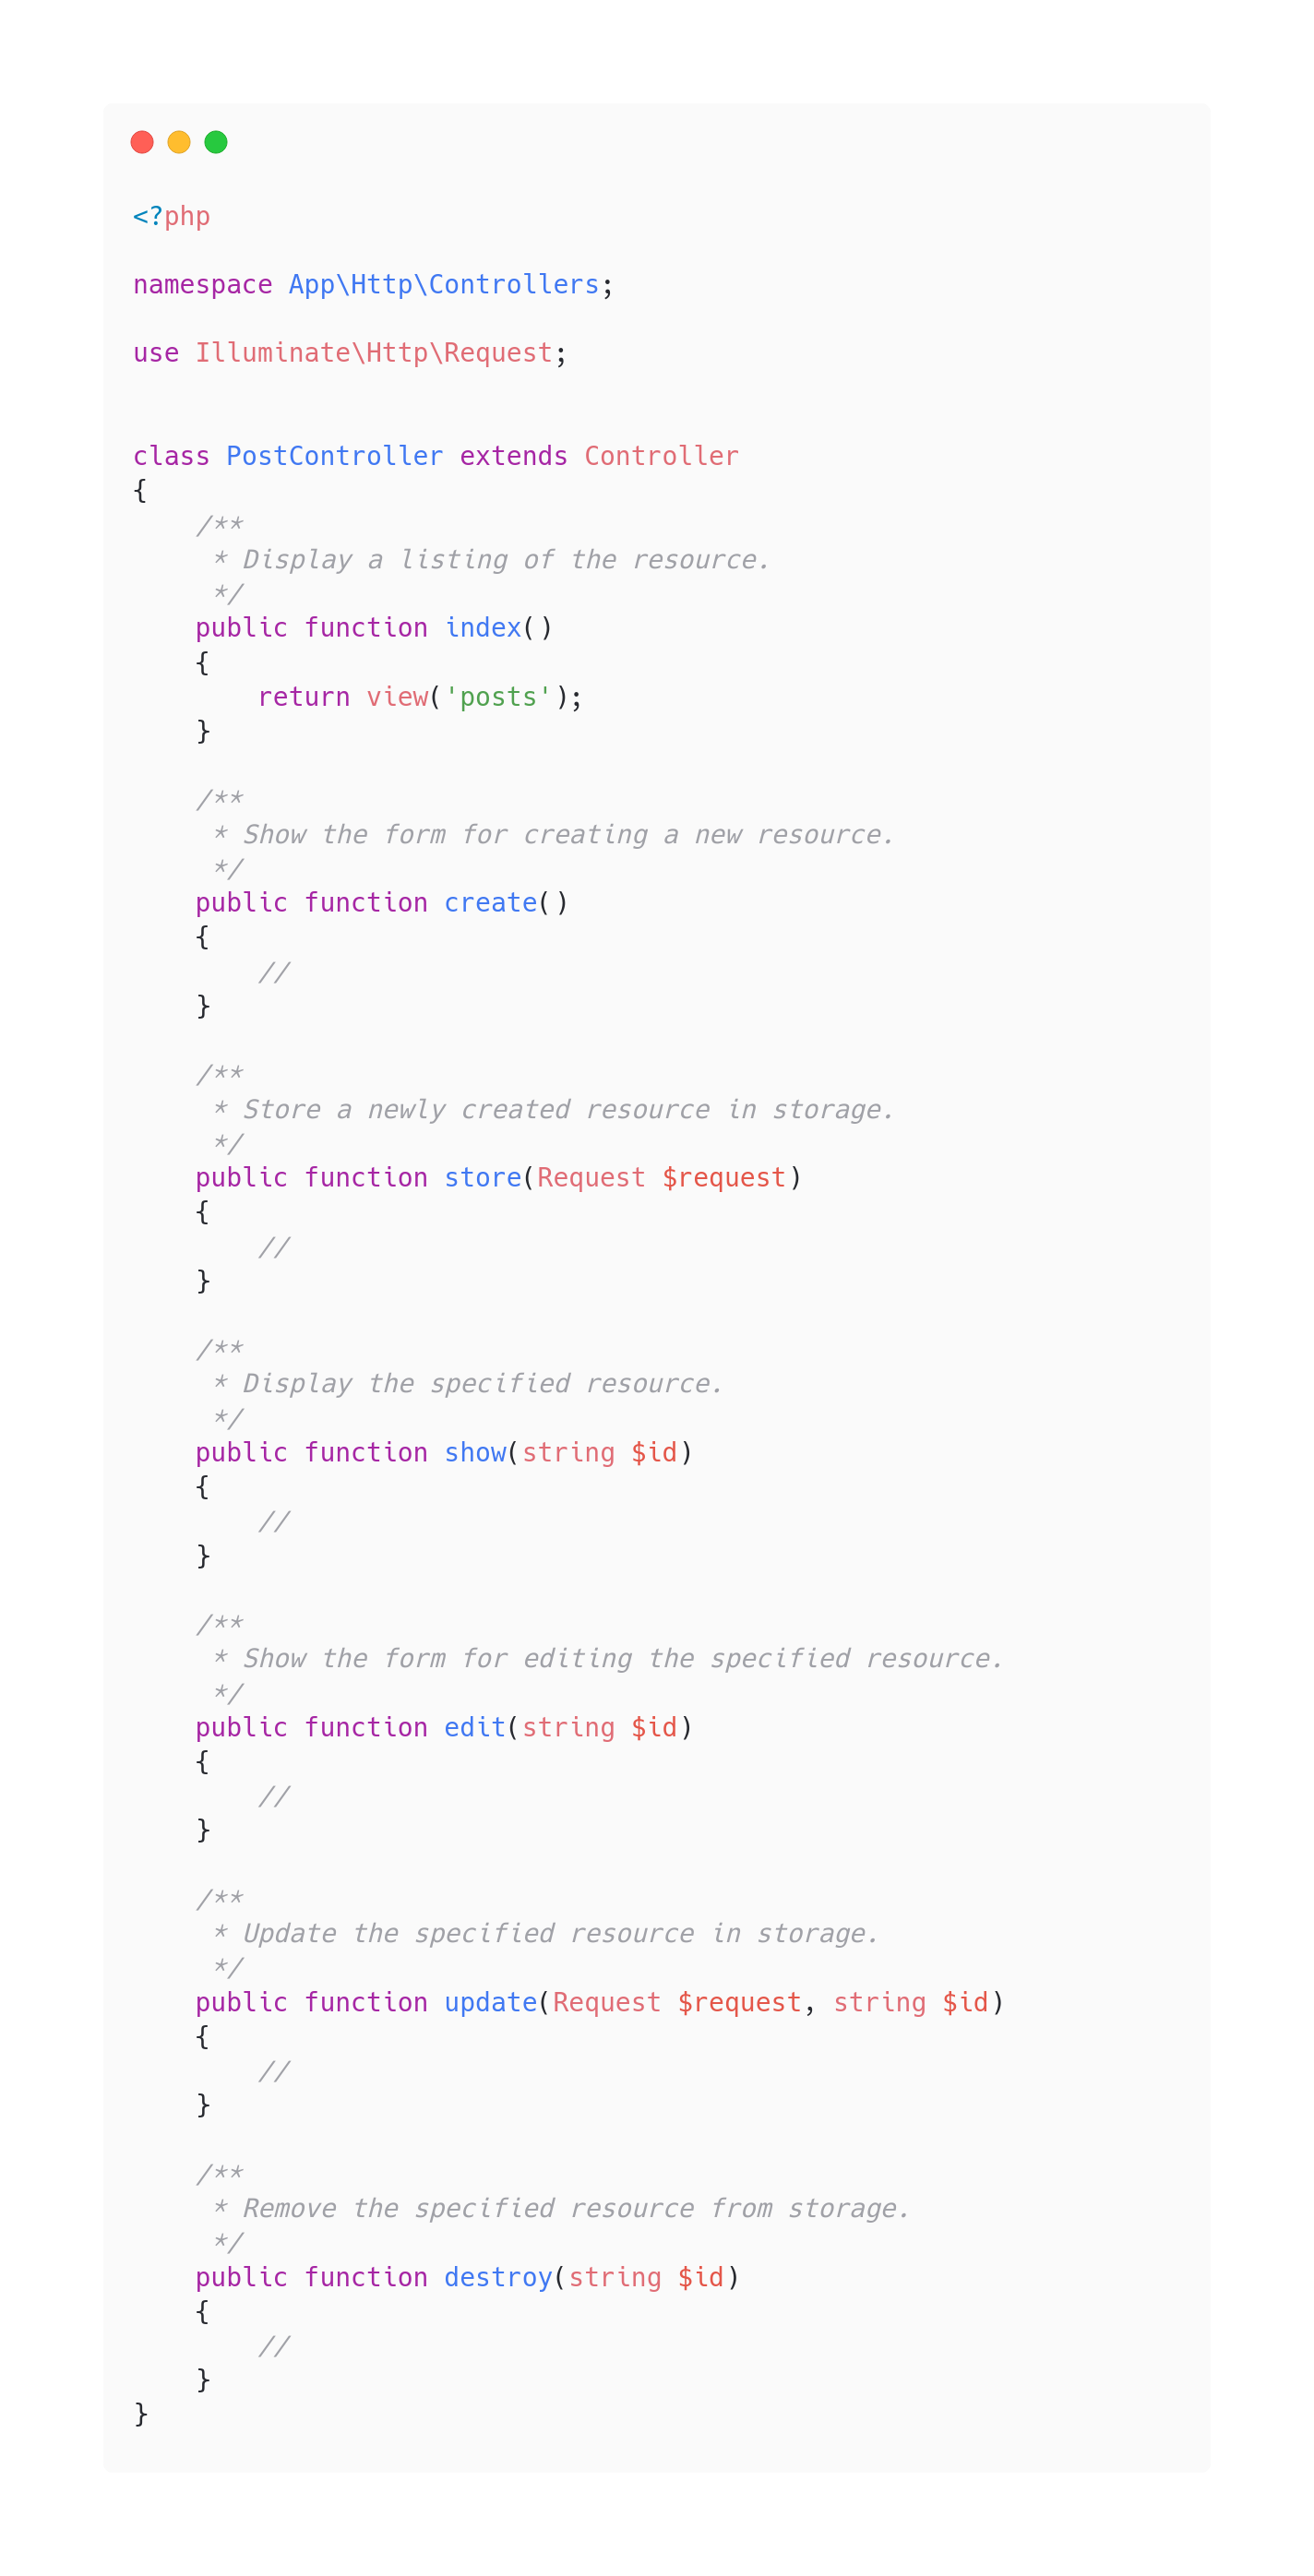 <?php

namespace App\Http\Controllers;

use Illuminate\Http\Request;


class PostController extends Controller
{
    /**
     * Display a listing of the resource.
     */
    public function index()
    {
        return view('posts');
    }

    /**
     * Show the form for creating a new resource.
     */
    public function create()
    {
        //
    }

    /**
     * Store a newly created resource in storage.
     */
    public function store(Request $request)
    {
        //
    }

    /**
     * Display the specified resource.
     */
    public function show(string $id)
    {
        //
    }

    /**
     * Show the form for editing the specified resource.
     */
    public function edit(string $id)
    {
        //
    }

    /**
     * Update the specified resource in storage.
     */
    public function update(Request $request, string $id)
    {
        //
    }

    /**
     * Remove the specified resource from storage.
     */
    public function destroy(string $id)
    {
        //
    }
}